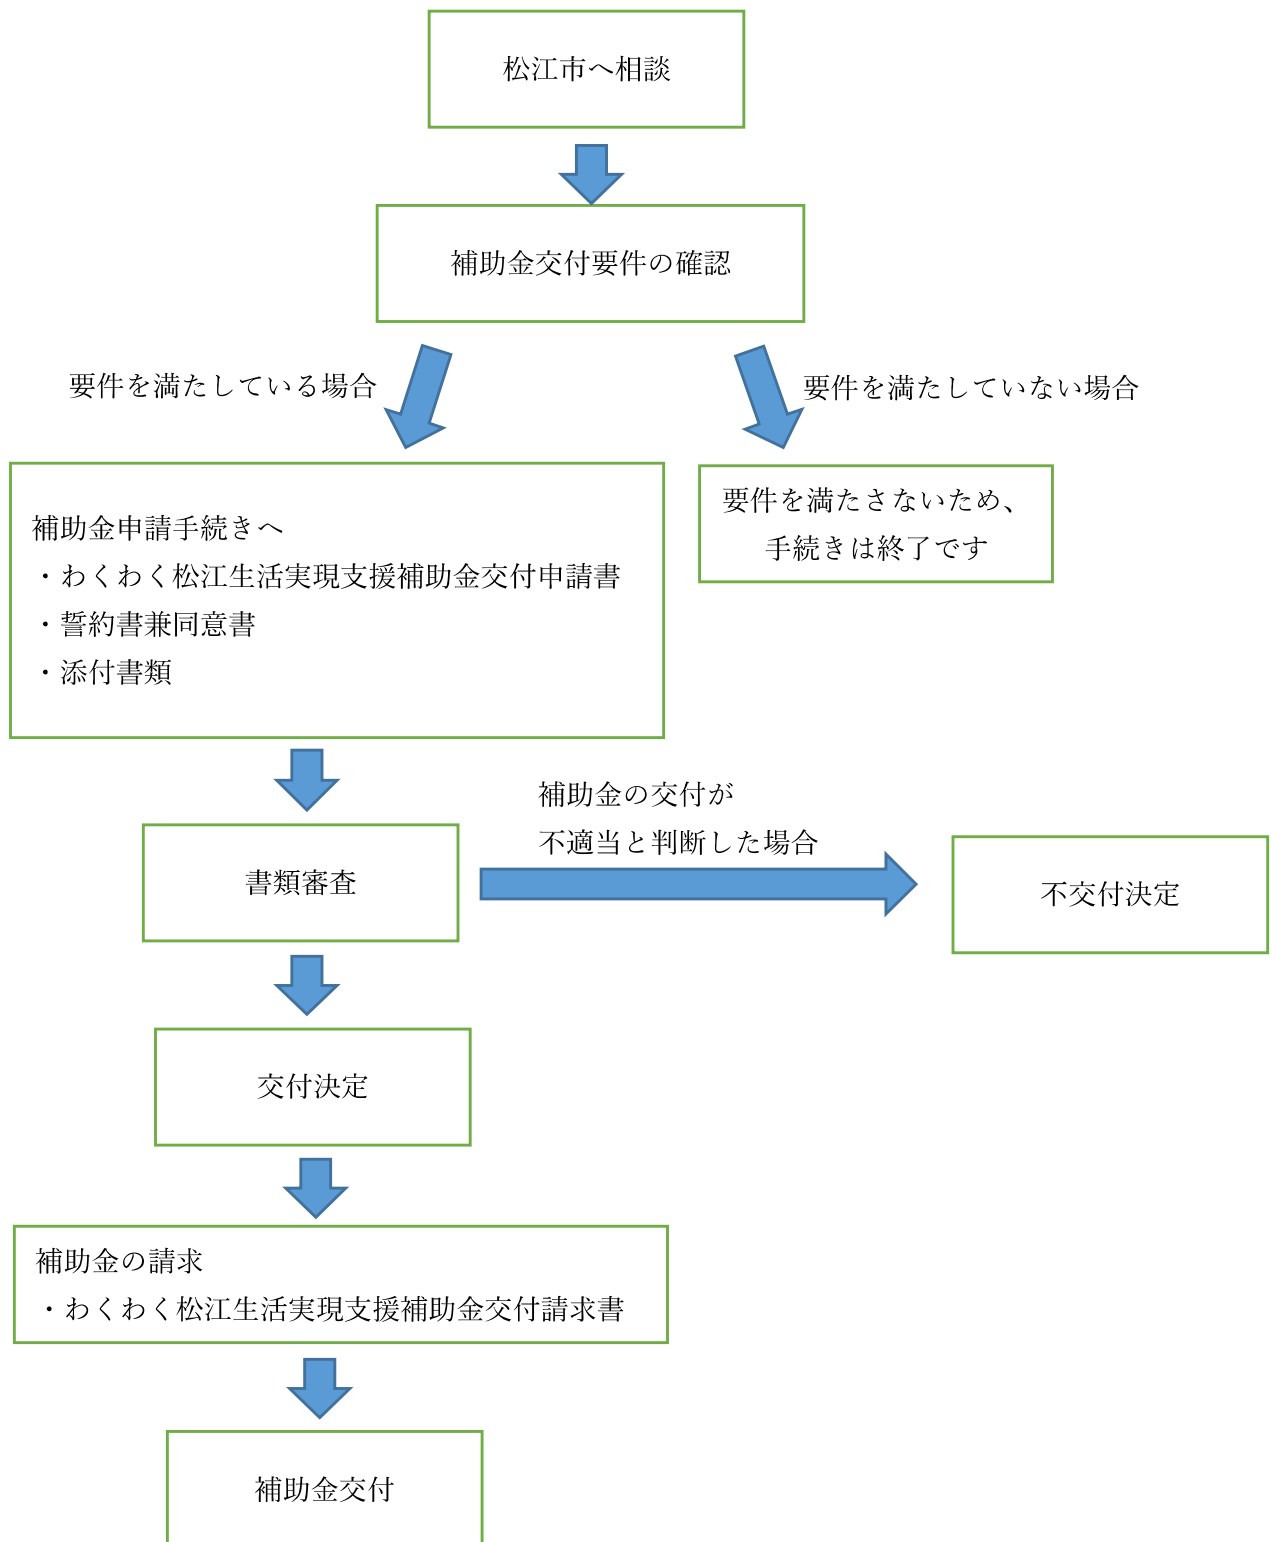 松江市へ相談
補助金交付要件の確認
要件を満たしている場合
要件を満たしていない場合
補助金申請手続きへ
・わくわく松江生活実現支援補助金交付申請書
・誓約書兼同意書
・添付書類
要件を満たさないため、
手続きは終了です
補助金の交付が
不適当と判断した場合
書類審査
不交付決定
交付決定
補助金の請求
・わくわく松江生活実現支援補助金交付請求書
補助金交付